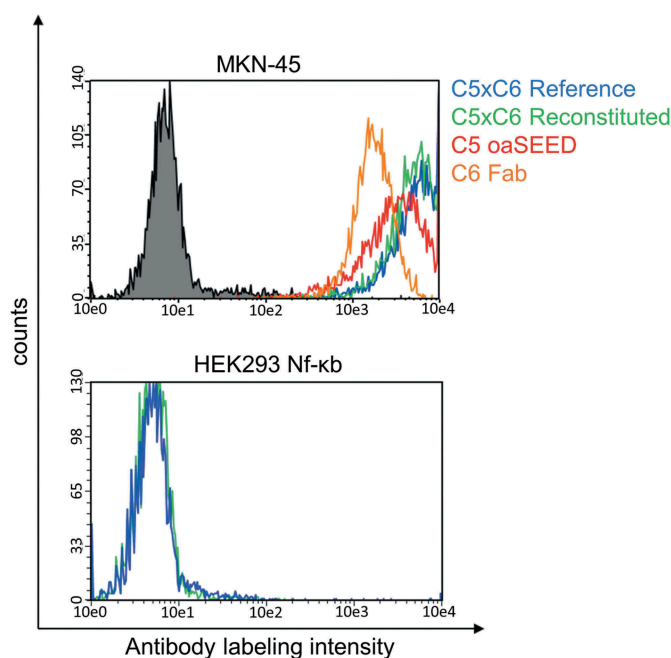 MKN-45
140
105
70
35
0
10e0 10e1 10e2 10e3 10e4
C5xC6 Reference
C5xC6 Reconstituted
C5 oaSEED
C6 Fab
counts
HEK293 Nf-κb
130
98
65
33
0
10e0 10e1 10e2 10e3 10e4
Antibody labeling intensity